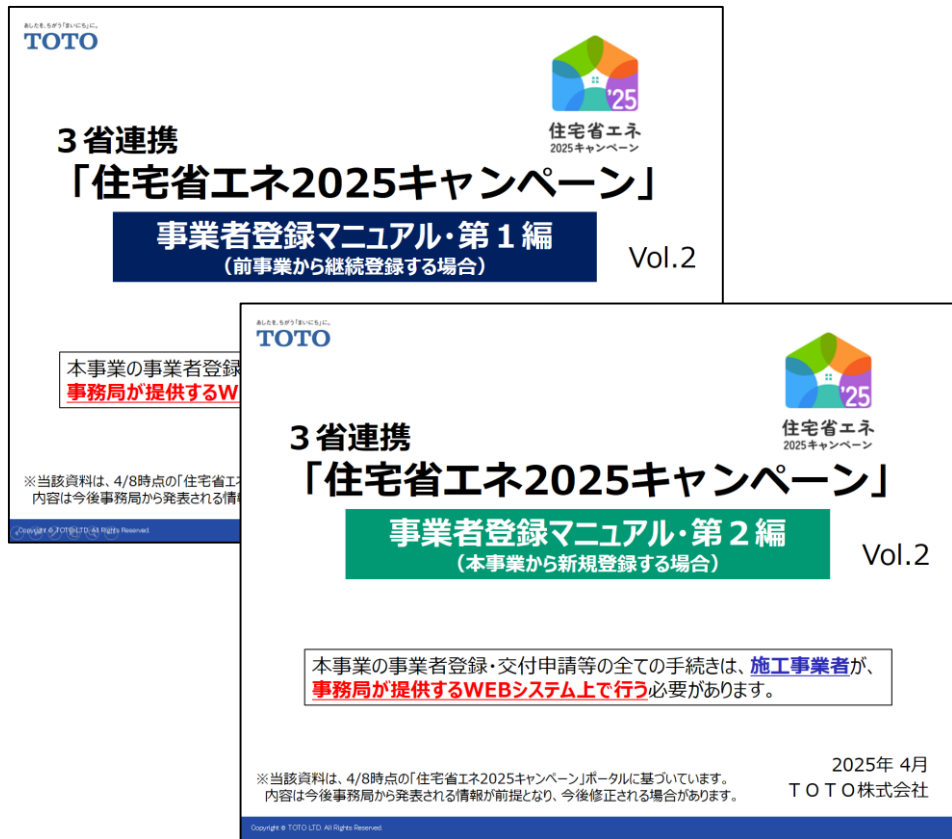 あしたを、ちがう「まいにち」に。
TOTO
'25
住宅省エネ
2025キャンペーン
3省連携
「住宅省エネ2025キャンペーン」
事業者登録マニュアル・第1編
（前事業から継続登録する場合）
Vol.2
本事業の事業者登録
事務局が提供するW
※当該資料は、4/8時点の「住宅省エネ
内容は今後事務局から発表される情報
Copyright © TOTO LTD. All Rights Reserved.
あしたを、ちがう「まいにち」に。
TOTO
'25
住宅省エネ
2025キャンペーン
3省連携
「住宅省エネ2025キャンペーン」
事業者登録マニュアル・第2編
（本事業から新規登録する場合）
Vol.2
本事業の事業者登録・交付申請等の全ての手続きは、施工事業者が、
事務局が提供するWEBシステム上で行う必要があります。
2025年 4月
TOTO株式会社
※当該資料は、4/8時点の「住宅省エネ2025キャンペーン」ポータルに基づいています。
内容は今後事務局から発表される情報が前提となり、今後修正される場合があります。
Copyright © TOTO LTD. All Rights Reserved.